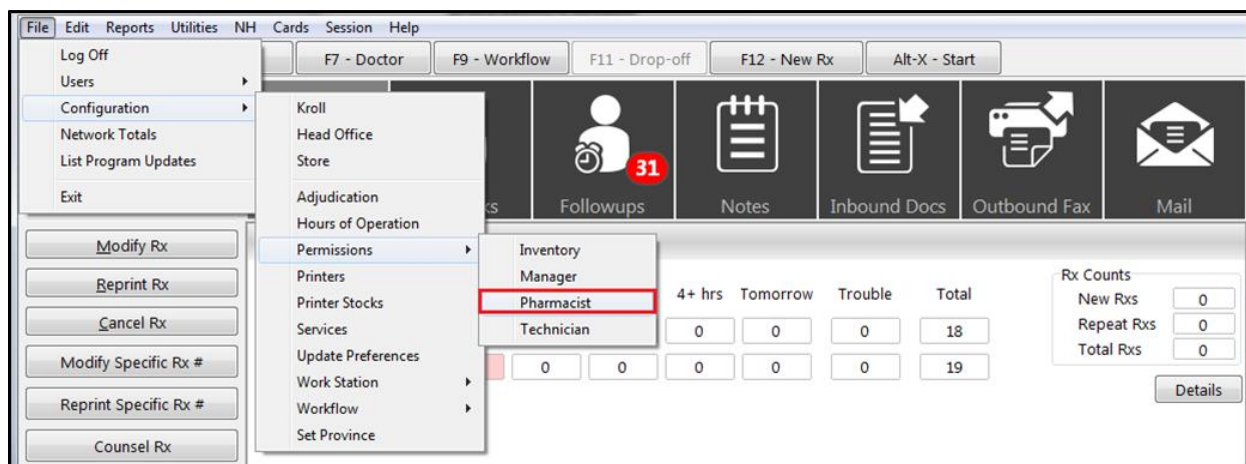 File Edit Reports Utilities NH Cards Session Help
F7 - Doctor F9 - Workflow F11 - Drop-off F12 - New Rx Alt-X - Start
Log Off
Users
Configuration
Network Totals
List Program Updates
Exit
Kroll
Head Office
Store
Adjudication
Hours of Operation
Permissions
Printers
Printer Stocks
Services
Update Preferences
Work Station
Workflow
Set Province
Inventory
Manager
Pharmacist
Technician
31
Followups Notes Inbound Docs Outbound Fax Mail
Modify Rx
Reprint Rx
Cancel Rx
Modify Specific Rx #
Reprint Specific Rx #
Counsel Rx
4+ hrs Tomorrow Trouble Total
0 0 0 18
0 0 0 0 0 19
Rx Counts
New Rxs 0
Repeat Rxs 0
Total Rxs 0
Details